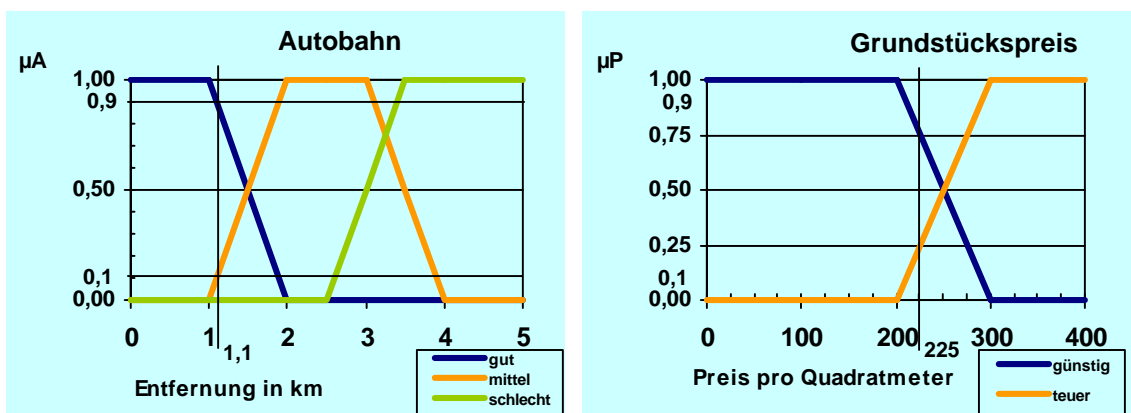 Autobahn
µA
1,00
0,9
0,50
0,1
0,00
0 1 2 3 4 5
1,1
Entfernung in km
gut
mittel
schlecht
Grundstückspreis
µP
1,00
0,9
0,75
0,50
0,25
0,1
0,00
0 100 200 300 400
225
Preis pro Quadratmeter
günstig
teuer